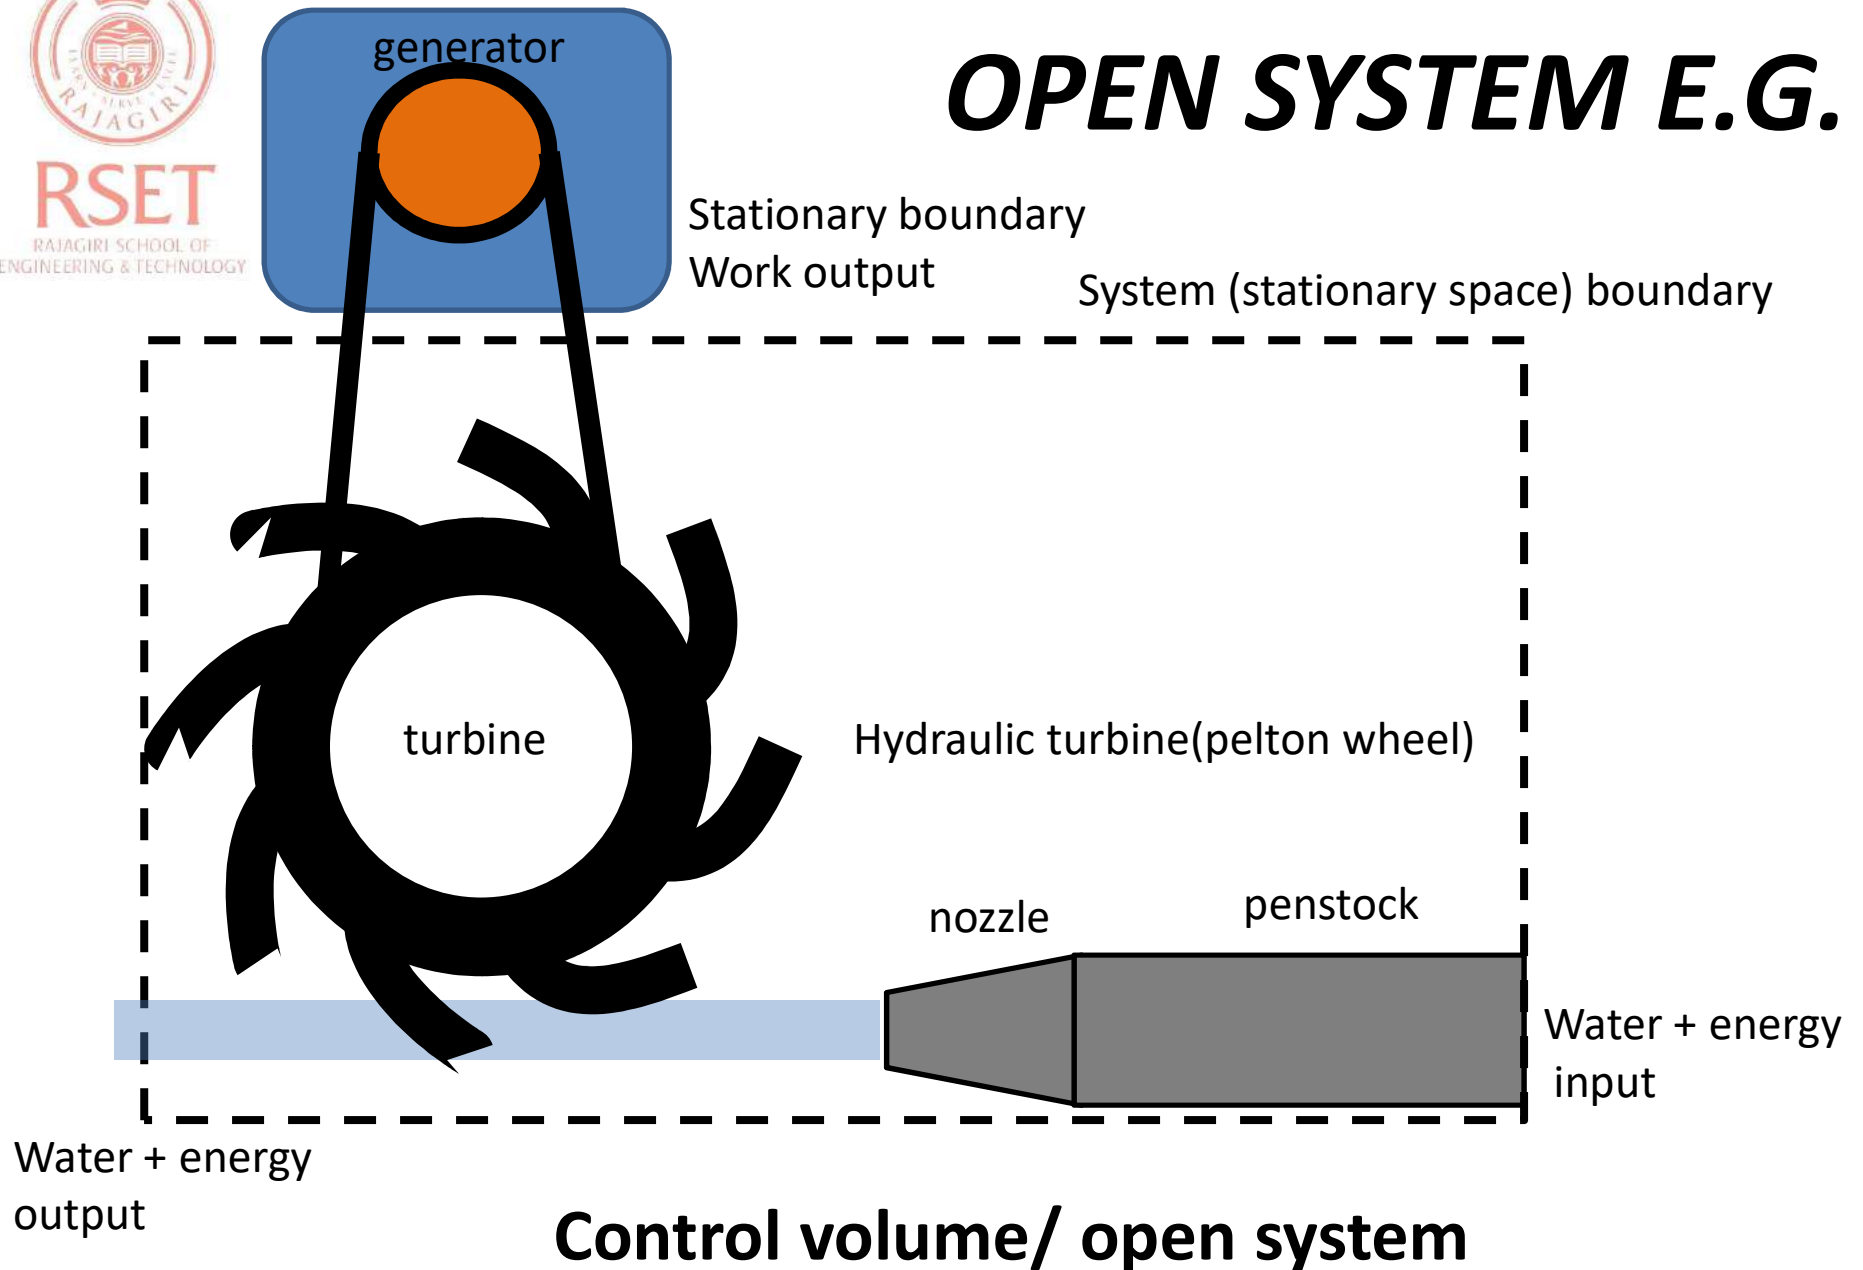 generator
OPEN SYSTEM E.G.
RAJAGIRI
RSET
RAJAGIRI SCHOOL OF
ENGINEERING & TECHNOLOGY
Stationary boundary
Work output
System (stationary space) boundary
turbine
Hydraulic turbine(pelton wheel)
nozzle
penstock
Water + energy
input
Water + energy
output
Control volume/ open system